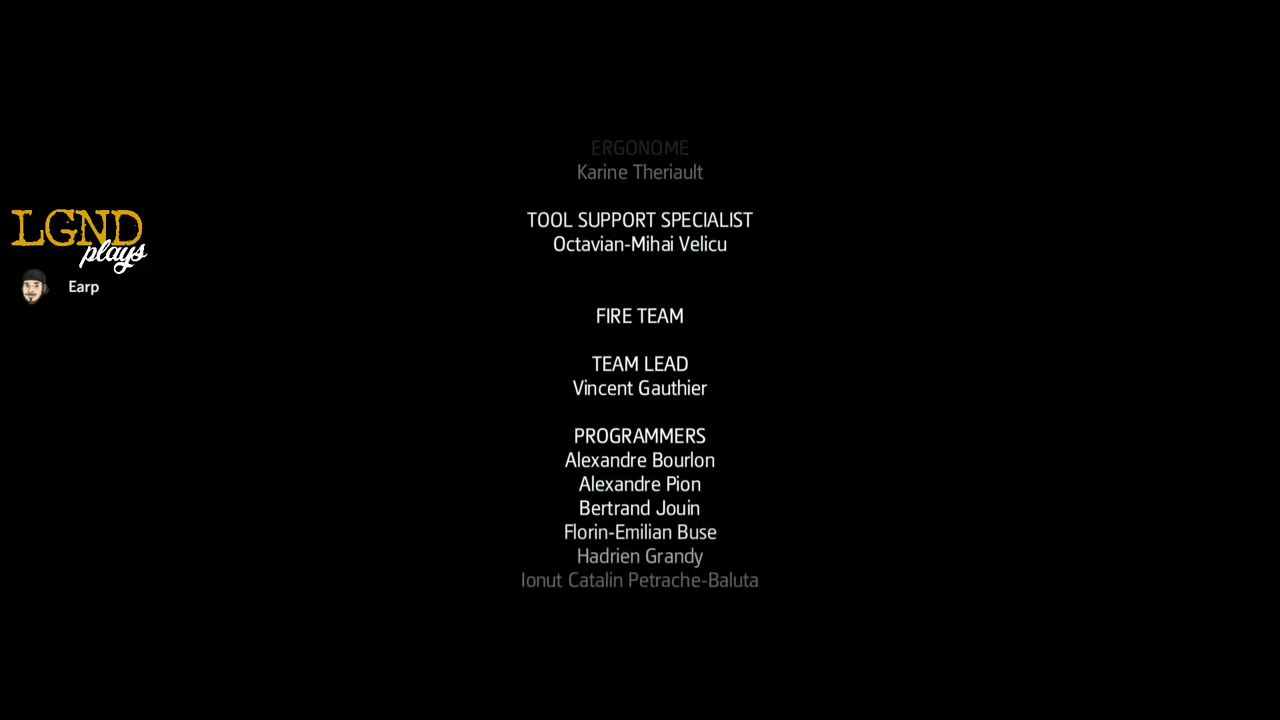 ERGONOME
Karine Theriault
TOOL SUPPORT SPECIALIST
Octavian-Mihai Velicu
LGND
plays
Earp
FIRE TEAM
TEAM LEAD
Vincent Gauthier
PROGRAMMERS
Alexandre Bourlon
Alexandre Pion
Bertrand Jouin
Florin-Emilian Buse
Hadrien Grandy
Ionut Catalin Petrache-Baluta